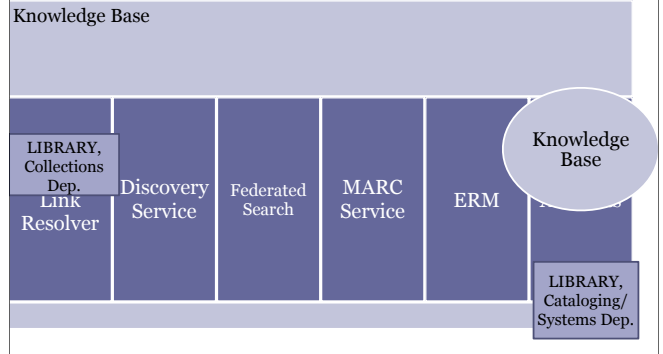 Knowledge Base
LIBRARY,
Collections
Dep.
Link
Resolver
Discovery
Service
Federated
Search
MARC
Service
ERM
Knowledge
Base
LIBRARY,
Cataloging/
Systems Dep.